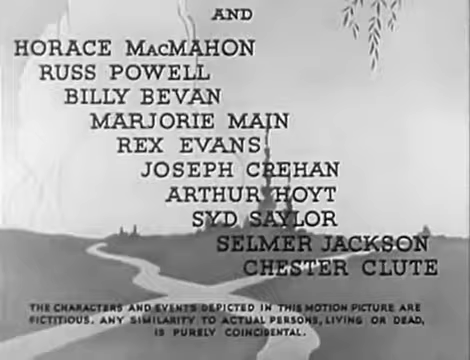 AND
HORACE MACMAHON
RUSS POWELL
BILLY BEVAN
MARJORIE MAIN
REX EVANS
JOSEPH CREHAN
ARTHUR HOYT
SYD SAYLOR
SELMER JACKSON
CHESTER CLUTE
THE CHARACTERS AND EVENTS DEPICTED IN THIS MOTION PICTURE ARE
FICTITIOUS. ANY SIMILARITY TO ACTUAL PERSONS, LIVING OR DEAD,
IS PURELY COINCIDENTAL.